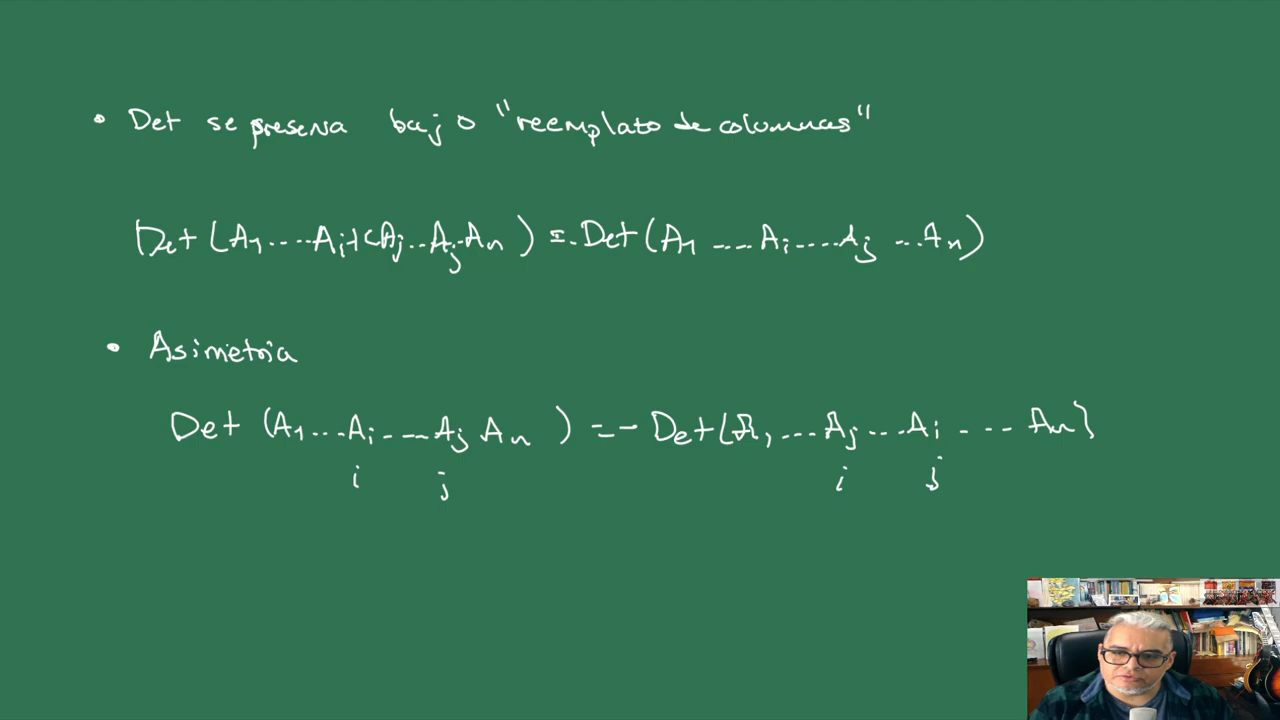 • Det se preserva bajo "reemplato de columnas"
Det (A1....Ai+cAj..Aj.An) =.Det(A1 ....Ai....Aj ...An)
• Asimetria
Det (A1...Ai....Aj An) = - Det(A1...Aj...Ai .... An)
i j i j